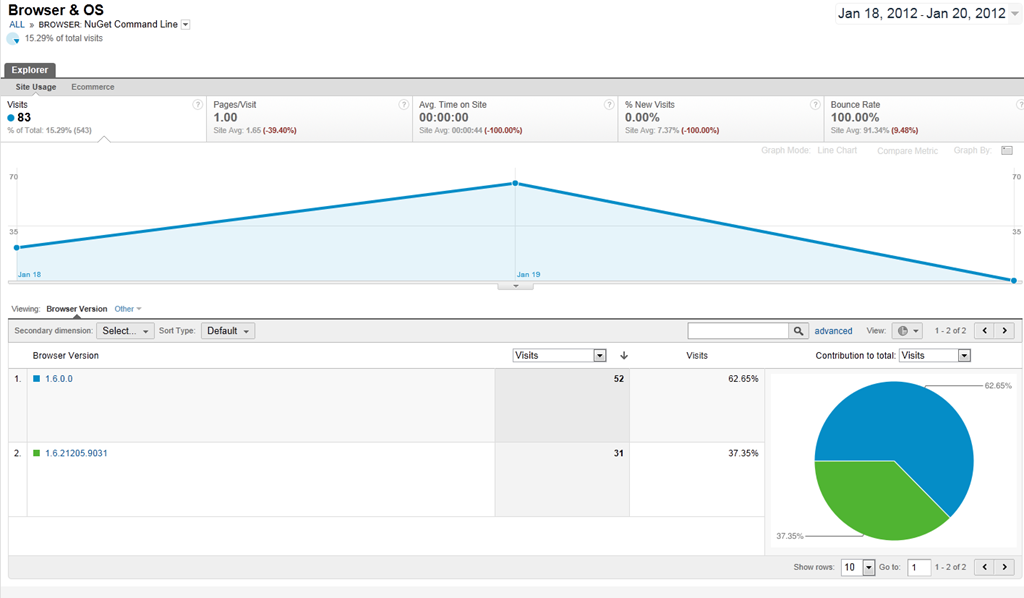 Browser & OS
Jan 18, 2012 - Jan 20, 2012
ALL » BROWSER: NuGet Command Line
15.29% of total visits
Explorer
Site Usage Ecommerce
Visits
83
% of Total: 15.29% (543)
Pages/Visit
1.00
Site Avg: 1.65 (-39.40%)
Avg. Time on Site
00:00:00
Site Avg: 00:00:44 (-100.00%)
% New Visits
0.00%
Site Avg: 7.37% (-100.00%)
Bounce Rate
100.00%
Site Avg: 91.34% (9.48%)
Graph Mode: Line Chart Compare Metric Graph By:
70 70
35 35
Jan 18 Jan 19
Viewing: Browser Version Other
Secondary dimension: Select... Sort Type: Default advanced View: 1 - 2 of 2
Browser Version Visits Visits Contribution to total: Visits
1. 1.6.0.0 52 62.65%
62.65%
2. 1.6.21205.9031 31 37.35%
37.35%
Show rows: 10 Go to: 1 1 - 2 of 2